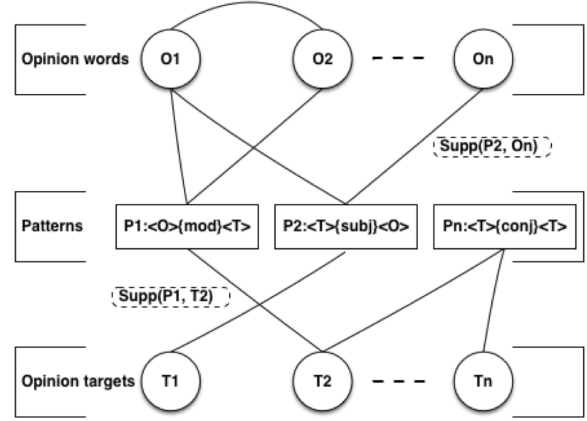 Opinion words
O1
O2
On
Supp(P2, On)
Patterns
P1:<O>{mod}<T>
P2:<T>{subj}<O>
Pn:<T>{conj}<T>
Supp(P1, T2)
Opinion targets
T1
T2
Tn